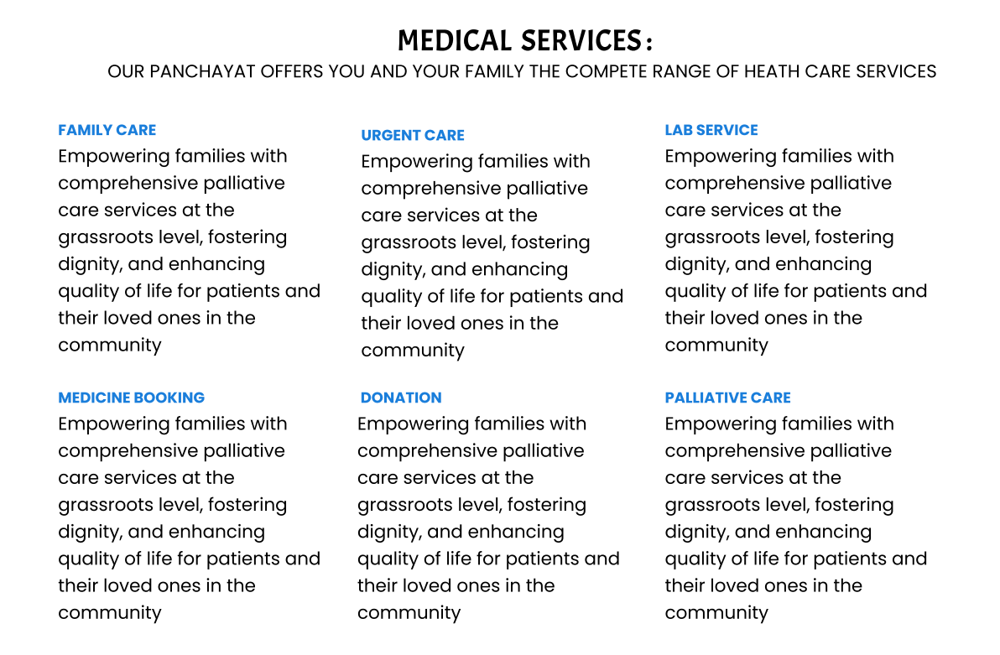 MEDICAL SERVICES:
OUR PANCHAYAT OFFERS YOU AND YOUR FAMILY THE COMPETE RANGE OF HEATH CARE SERVICES
FAMILY CARE
Empowering families with
comprehensive palliative
care services at the
grassroots level, fostering
dignity, and enhancing
quality of life for patients and
their loved ones in the
community
URGENT CARE
Empowering families with
comprehensive palliative
care services at the
grassroots level, fostering
dignity, and enhancing
quality of life for patients and
their loved ones in the
community
LAB SERVICE
Empowering families with
comprehensive palliative
care services at the
grassroots level, fostering
dignity, and enhancing
quality of life for patients and
their loved ones in the
community
MEDICINE BOOKING
Empowering families with
comprehensive palliative
care services at the
grassroots level, fostering
dignity, and enhancing
quality of life for patients and
their loved ones in the
community
DONATION
Empowering families with
comprehensive palliative
care services at the
grassroots level, fostering
dignity, and enhancing
quality of life for patients and
their loved ones in the
community
PALLIATIVE CARE
Empowering families with
comprehensive palliative
care services at the
grassroots level, fostering
dignity, and enhancing
quality of life for patients and
their loved ones in the
community